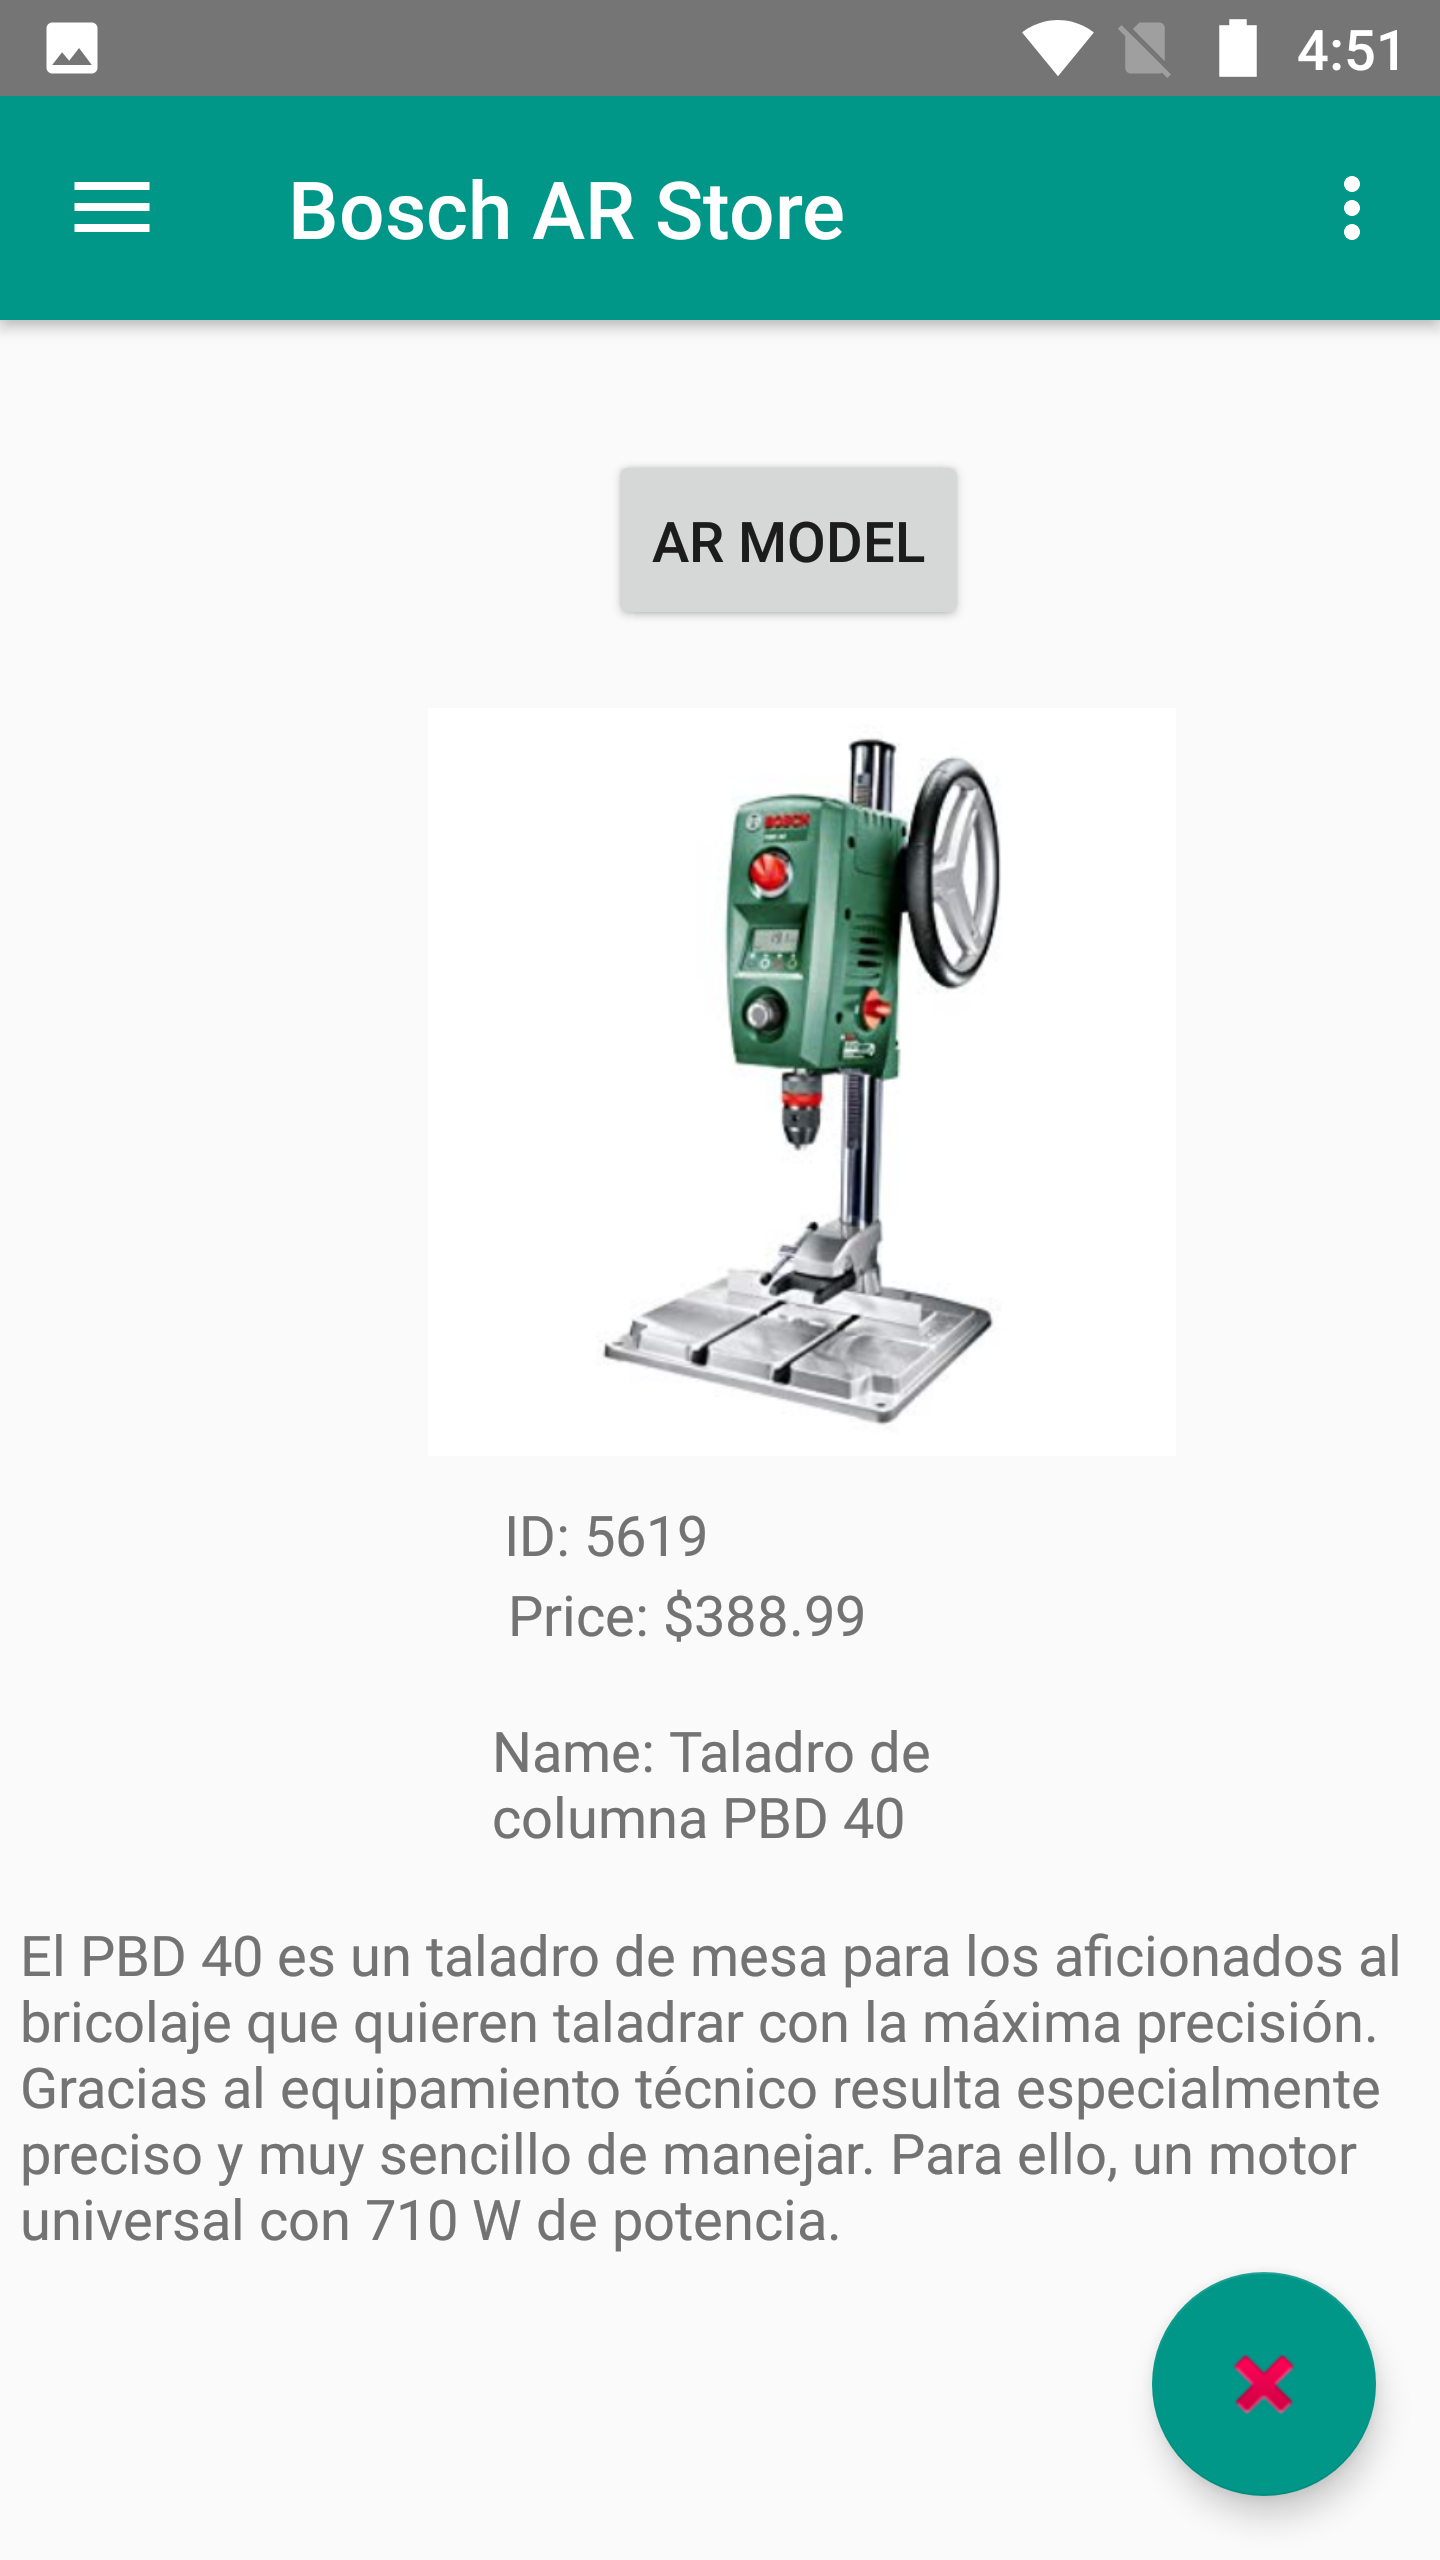 4:51
Bosch AR Store
AR MODEL
BOSCH
ID: 5619
Price: $388.99
Name: Taladro de
columna PBD 40
El PBD 40 es un taladro de mesa para los aficionados al
bricolaje que quieren taladrar con la máxima precisión.
Gracias al equipamiento técnico resulta especialmente
preciso y muy sencillo de manejar. Para ello, un motor
universal con 710 W de potencia.